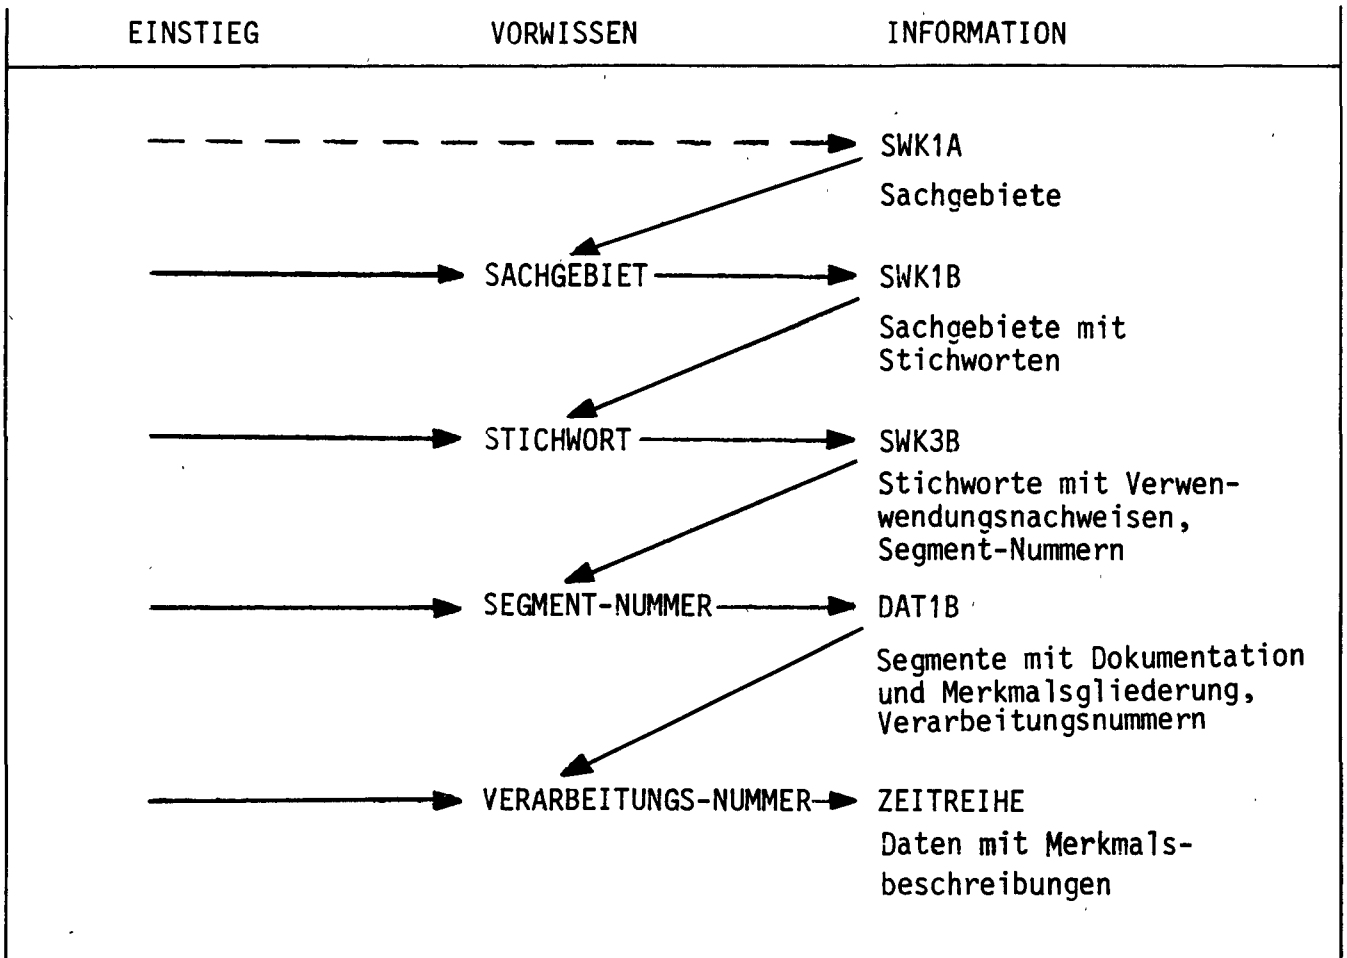 EINSTIEG VORWISSEN INFORMATION
SWK1A
Sachgebiete
SACHGEBIET SWK1B
Sachgebiete mit
Stichworten
STICHWORT SWK3B
Stichworte mit Verwen-
wendungsnachweisen,
Segment-Nummern
SEGMENT-NUMMER DAT1B
Segmente mit Dokumentation
und Merkmalsgliederung,
Verarbeitungsnummern
VERARBEITUNGS-NUMMER ZEITREIHE
Daten mit Merkmals-
beschreibungen